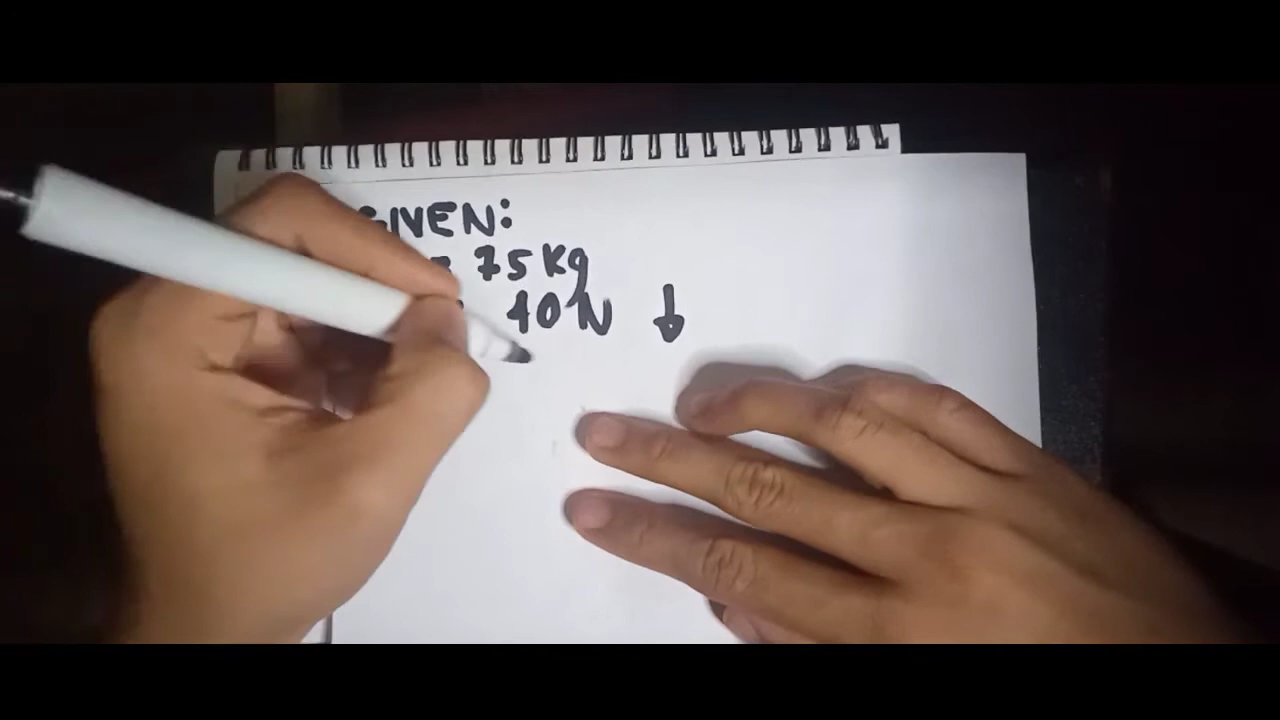 GIVEN:
= 75 Kg
40 N ↓